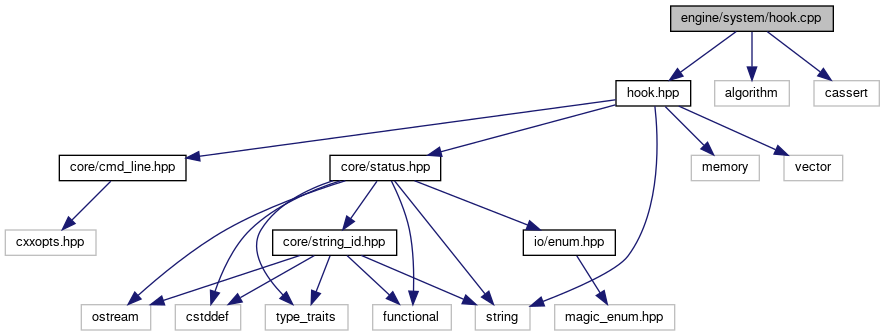 engine/system/hook.cpp
hook.hpp
algorithm
cassert
core/cmd_line.hpp
core/status.hpp
memory
vector
cxxopts.hpp
core/string_id.hpp
io/enum.hpp
ostream
cstddef
type_traits
functional
string
magic_enum.hpp